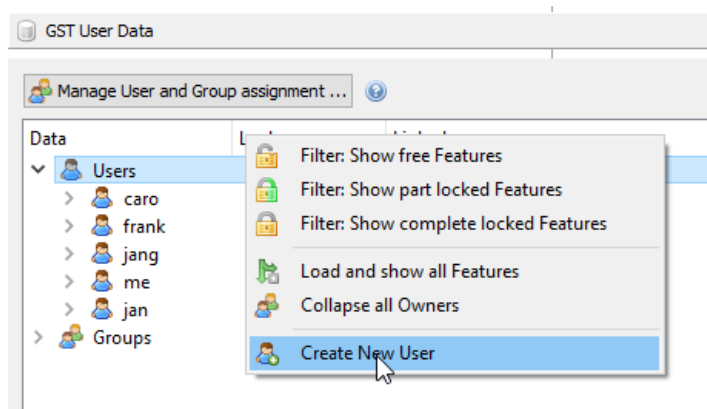 GST User Data
Manage User and Group assignment ...
Data
Users
caro
frank
jang
me
jan
Groups
Filter: Show free Features
Filter: Show part locked Features
Filter: Show complete locked Features
Load and show all Features
Collapse all Owners
Create New User